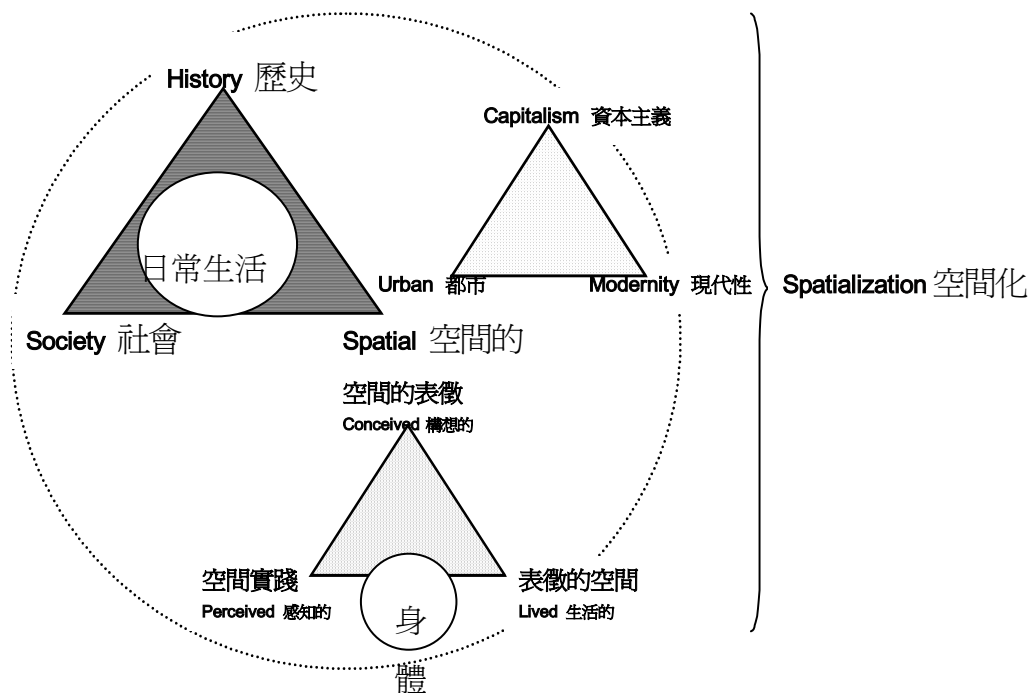 History 歷史
Capitalism 資本主義
日常生活
Urban 都市
Modernity 現代性
Spatialization 空間化
Society 社會
Spatial 空間的
空間的表徵
Conceived 構想的
空間實踐
Perceived 感知的
表徵的空間
Lived 生活的
身
體